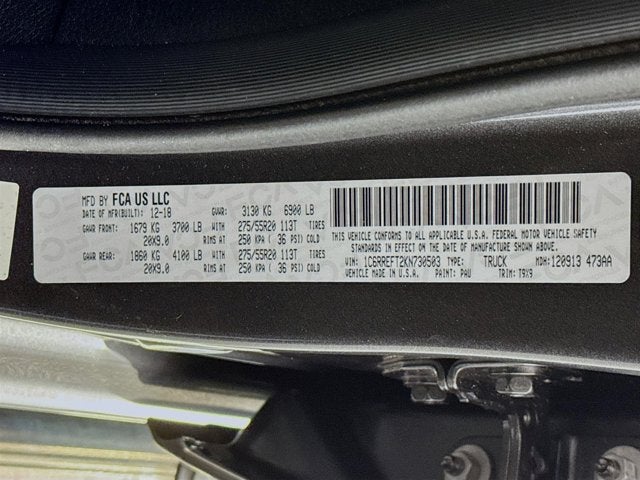 MFD BY FCA US LLC
DATE OF MFR(BUILT): 12-18 GVWR: 3130 KG 6900 LB
GAWR FRONT: 1679 KG 3700 LB WITH 275/55R20 113T TIRES
20X9.0 RIMS AT 250 KPA ( 36 PSI) COLD
GAWR REAR: 1860 KG 4100 LB WITH 275/55R20 113T TIRES
20X9.0 RIMS AT 250 KPA ( 36 PSI) COLD
THIS VEHICLE CONFORMS TO ALL APPLICABLE U.S.A. FEDERAL MOTOR VEHICLE SAFETY
STANDARDS IN EFFECT ON THE DATE OF MANUFACTURE SHOWN ABOVE.
VIN: 1C6RREFT2KN730503 TYPE: TRUCK MDH: 120913 473AA
MADE IN U.S.A. PAINT: PAU TRIM: T9X9